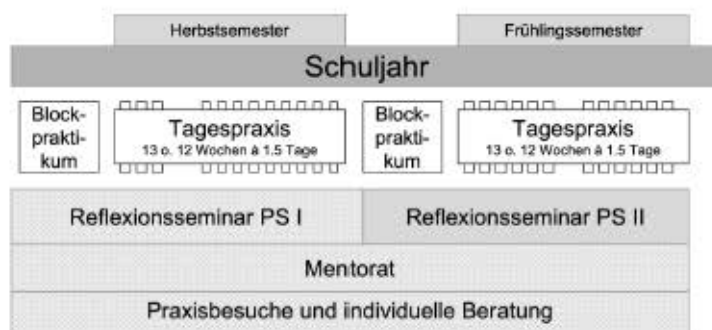 Herbstsemester
Frühlingssemester
Schuljahr
Block-
prakti-
kum
Tagespraxis
13 o. 12 Wochen à 1.5 Tage
Block-
prakti-
kum
Tagespraxis
13 o. 12 Wochen à 1.5 Tage
Reflexionsseminar PS I
Reflexionsseminar PS II
Mentorat
Praxisbesuche und individuelle Beratung